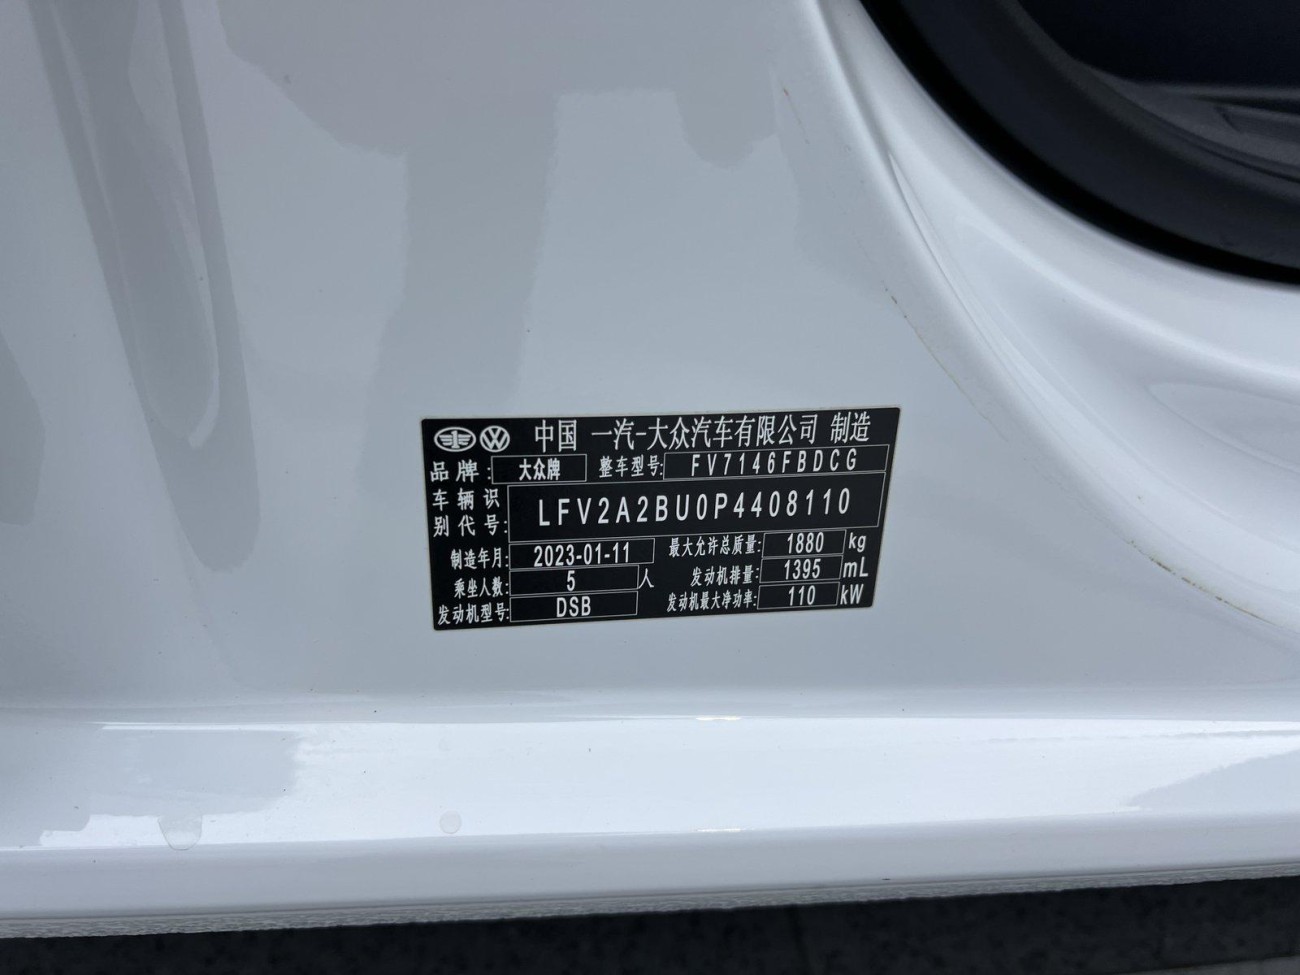 中国 一汽-大众汽车有限公司 制造
品牌: 大众牌 整车型号: FV7146FBDCG
车辆识别代号: LFV2A2BU0P4408110
制造年月: 2023-01-11 最大允许总质量: 1880 kg
乘坐人数: 5 人 发动机排量: 1395 mL
发动机型号: DSB 发动机最大净功率: 110 kW